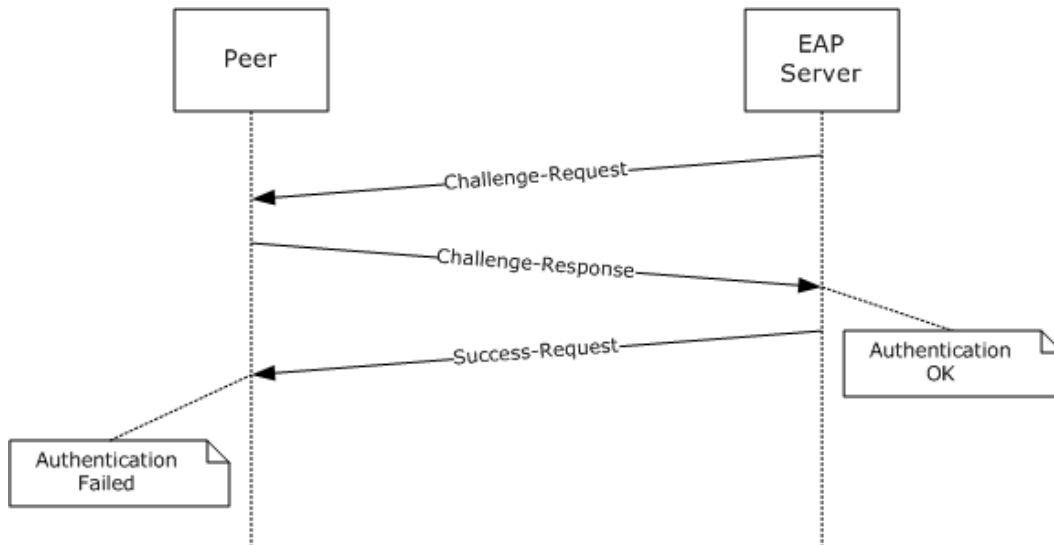 Peer
EAP
Server
Challenge-Request
Challenge-Response
Success-Request
Authentication
OK
Authentication
Failed